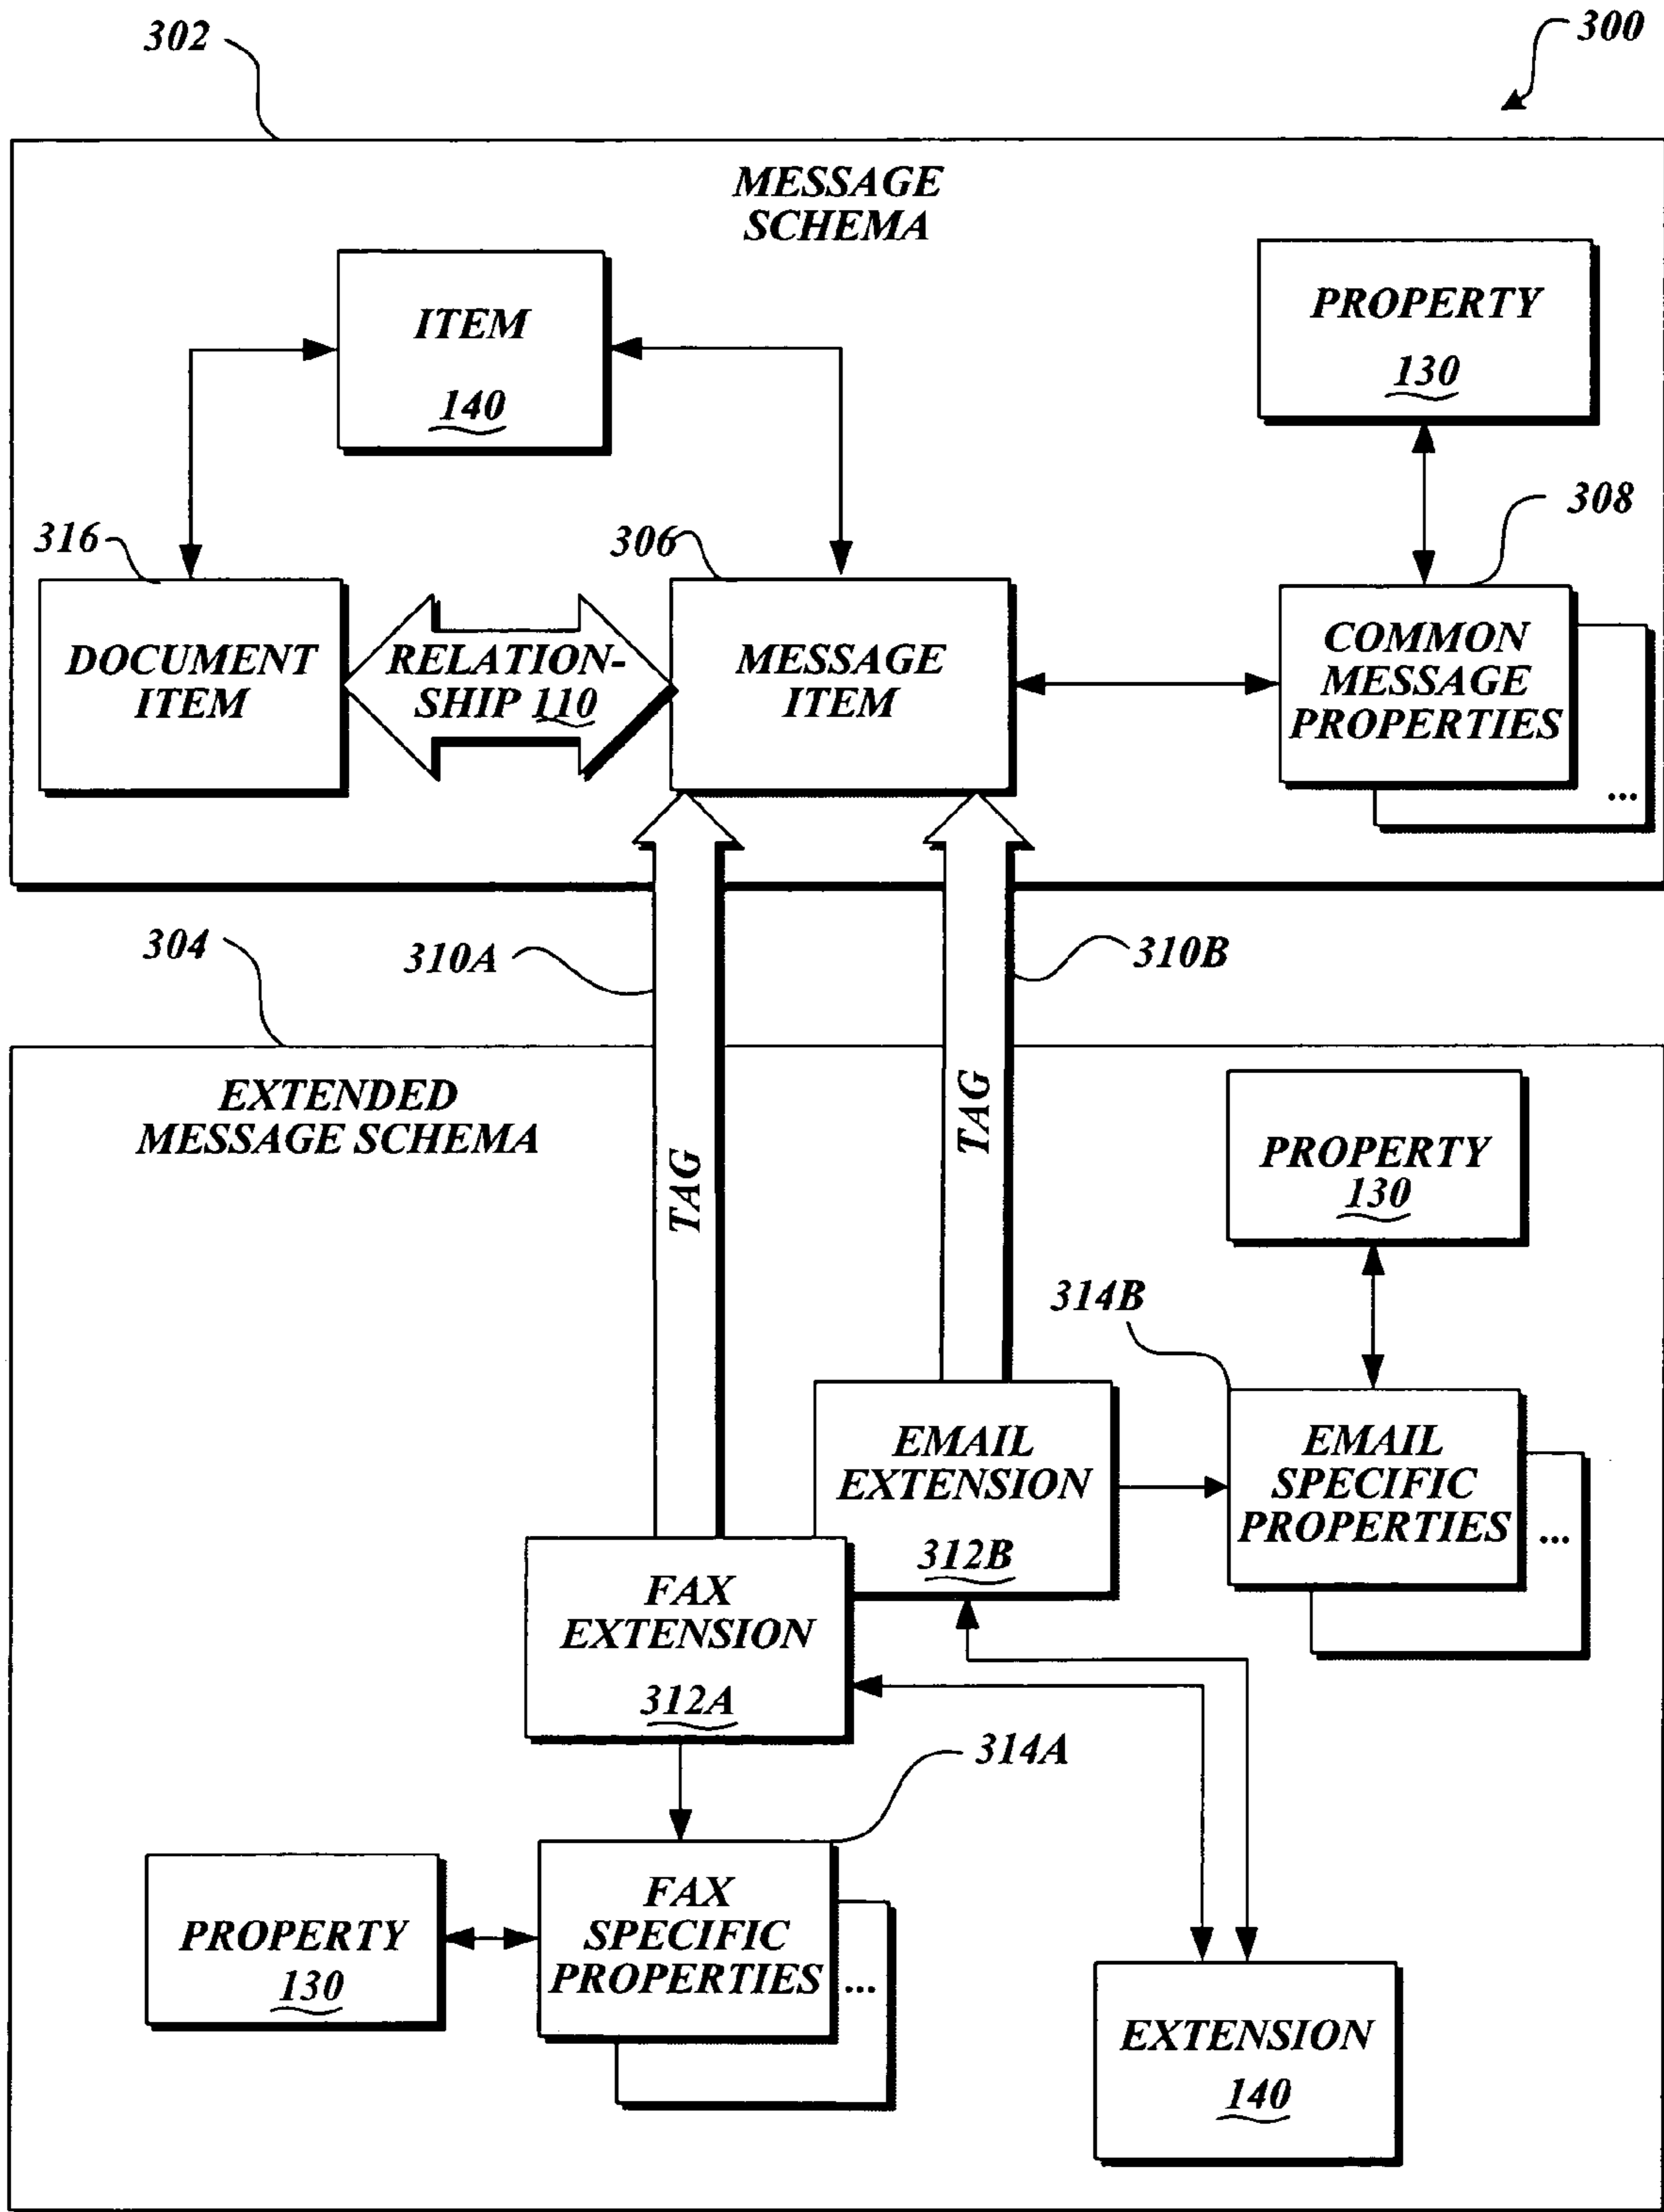 302
300
MESSAGE
SCHEMA
ITEM
140
PROPERTY
130
308
316
306
DOCUMENT
ITEM
RELATION-
SHIP 110
MESSAGE
ITEM
COMMON
MESSAGE
PROPERTIES
...
304
310A
310B
EXTENDED
MESSAGE SCHEMA
TAG
TAG
PROPERTY
130
314B
EMAIL
EXTENSION
312B
EMAIL
SPECIFIC
PROPERTIES
...
FAX
EXTENSION
312A
314A
PROPERTY
130
FAX
SPECIFIC
PROPERTIES
...
EXTENSION
140